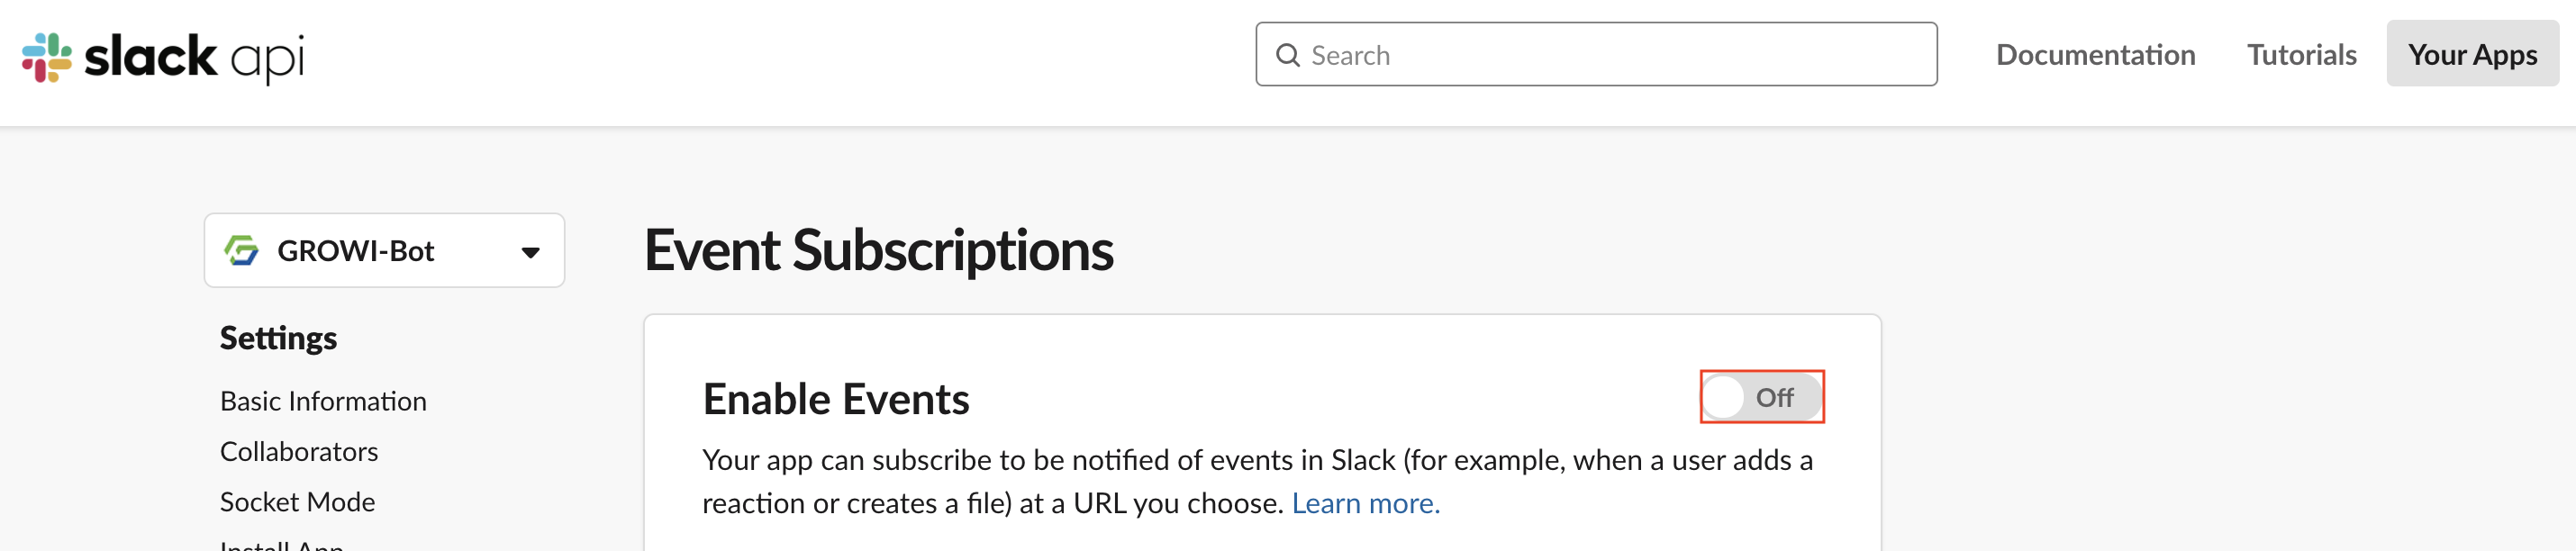 slack api
Search
Documentation
Tutorials
Your Apps
GROWI-Bot
Settings
Basic Information
Collaborators
Socket Mode
Install App
Event Subscriptions
Enable Events
Off
Your app can subscribe to be notified of events in Slack (for example, when a user adds a
reaction or creates a file) at a URL you choose. Learn more.